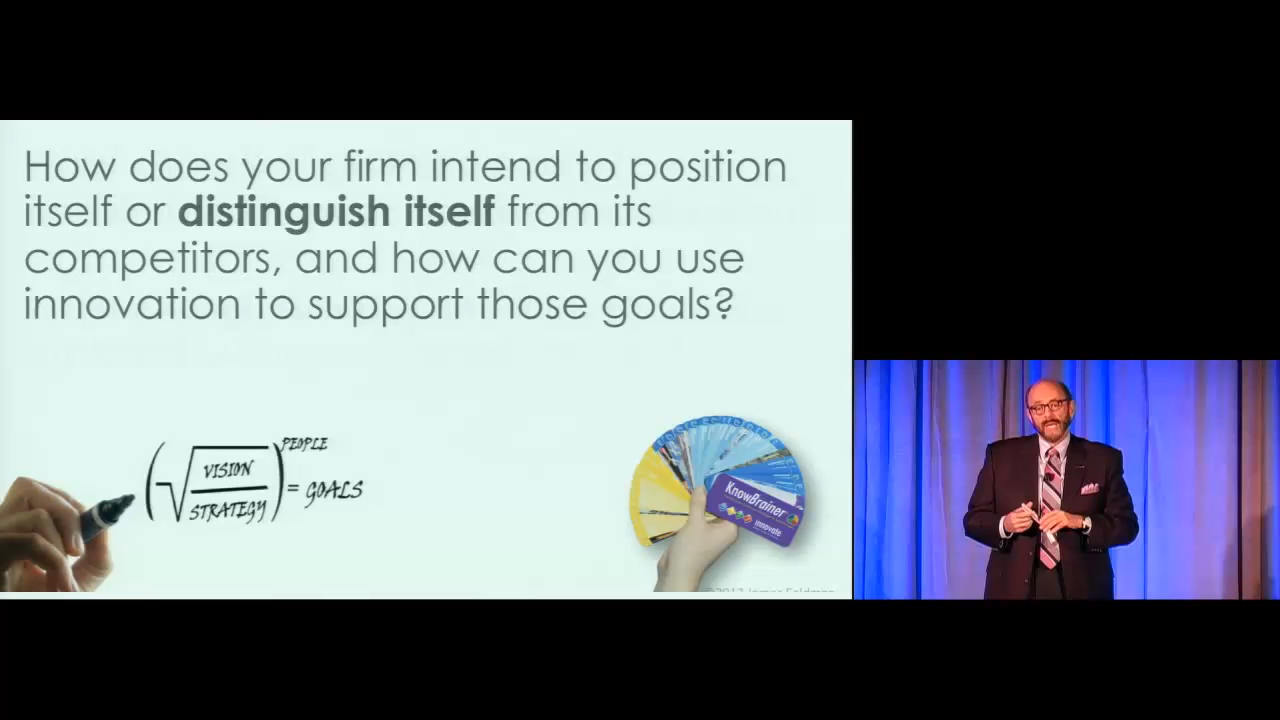 How does your firm intend to position
itself or distinguish itself from its
competitors, and how can you use
innovation to support those goals?
PEOPLE
VISION
STRATEGY
= GOALS
KnowBrainer
innovate